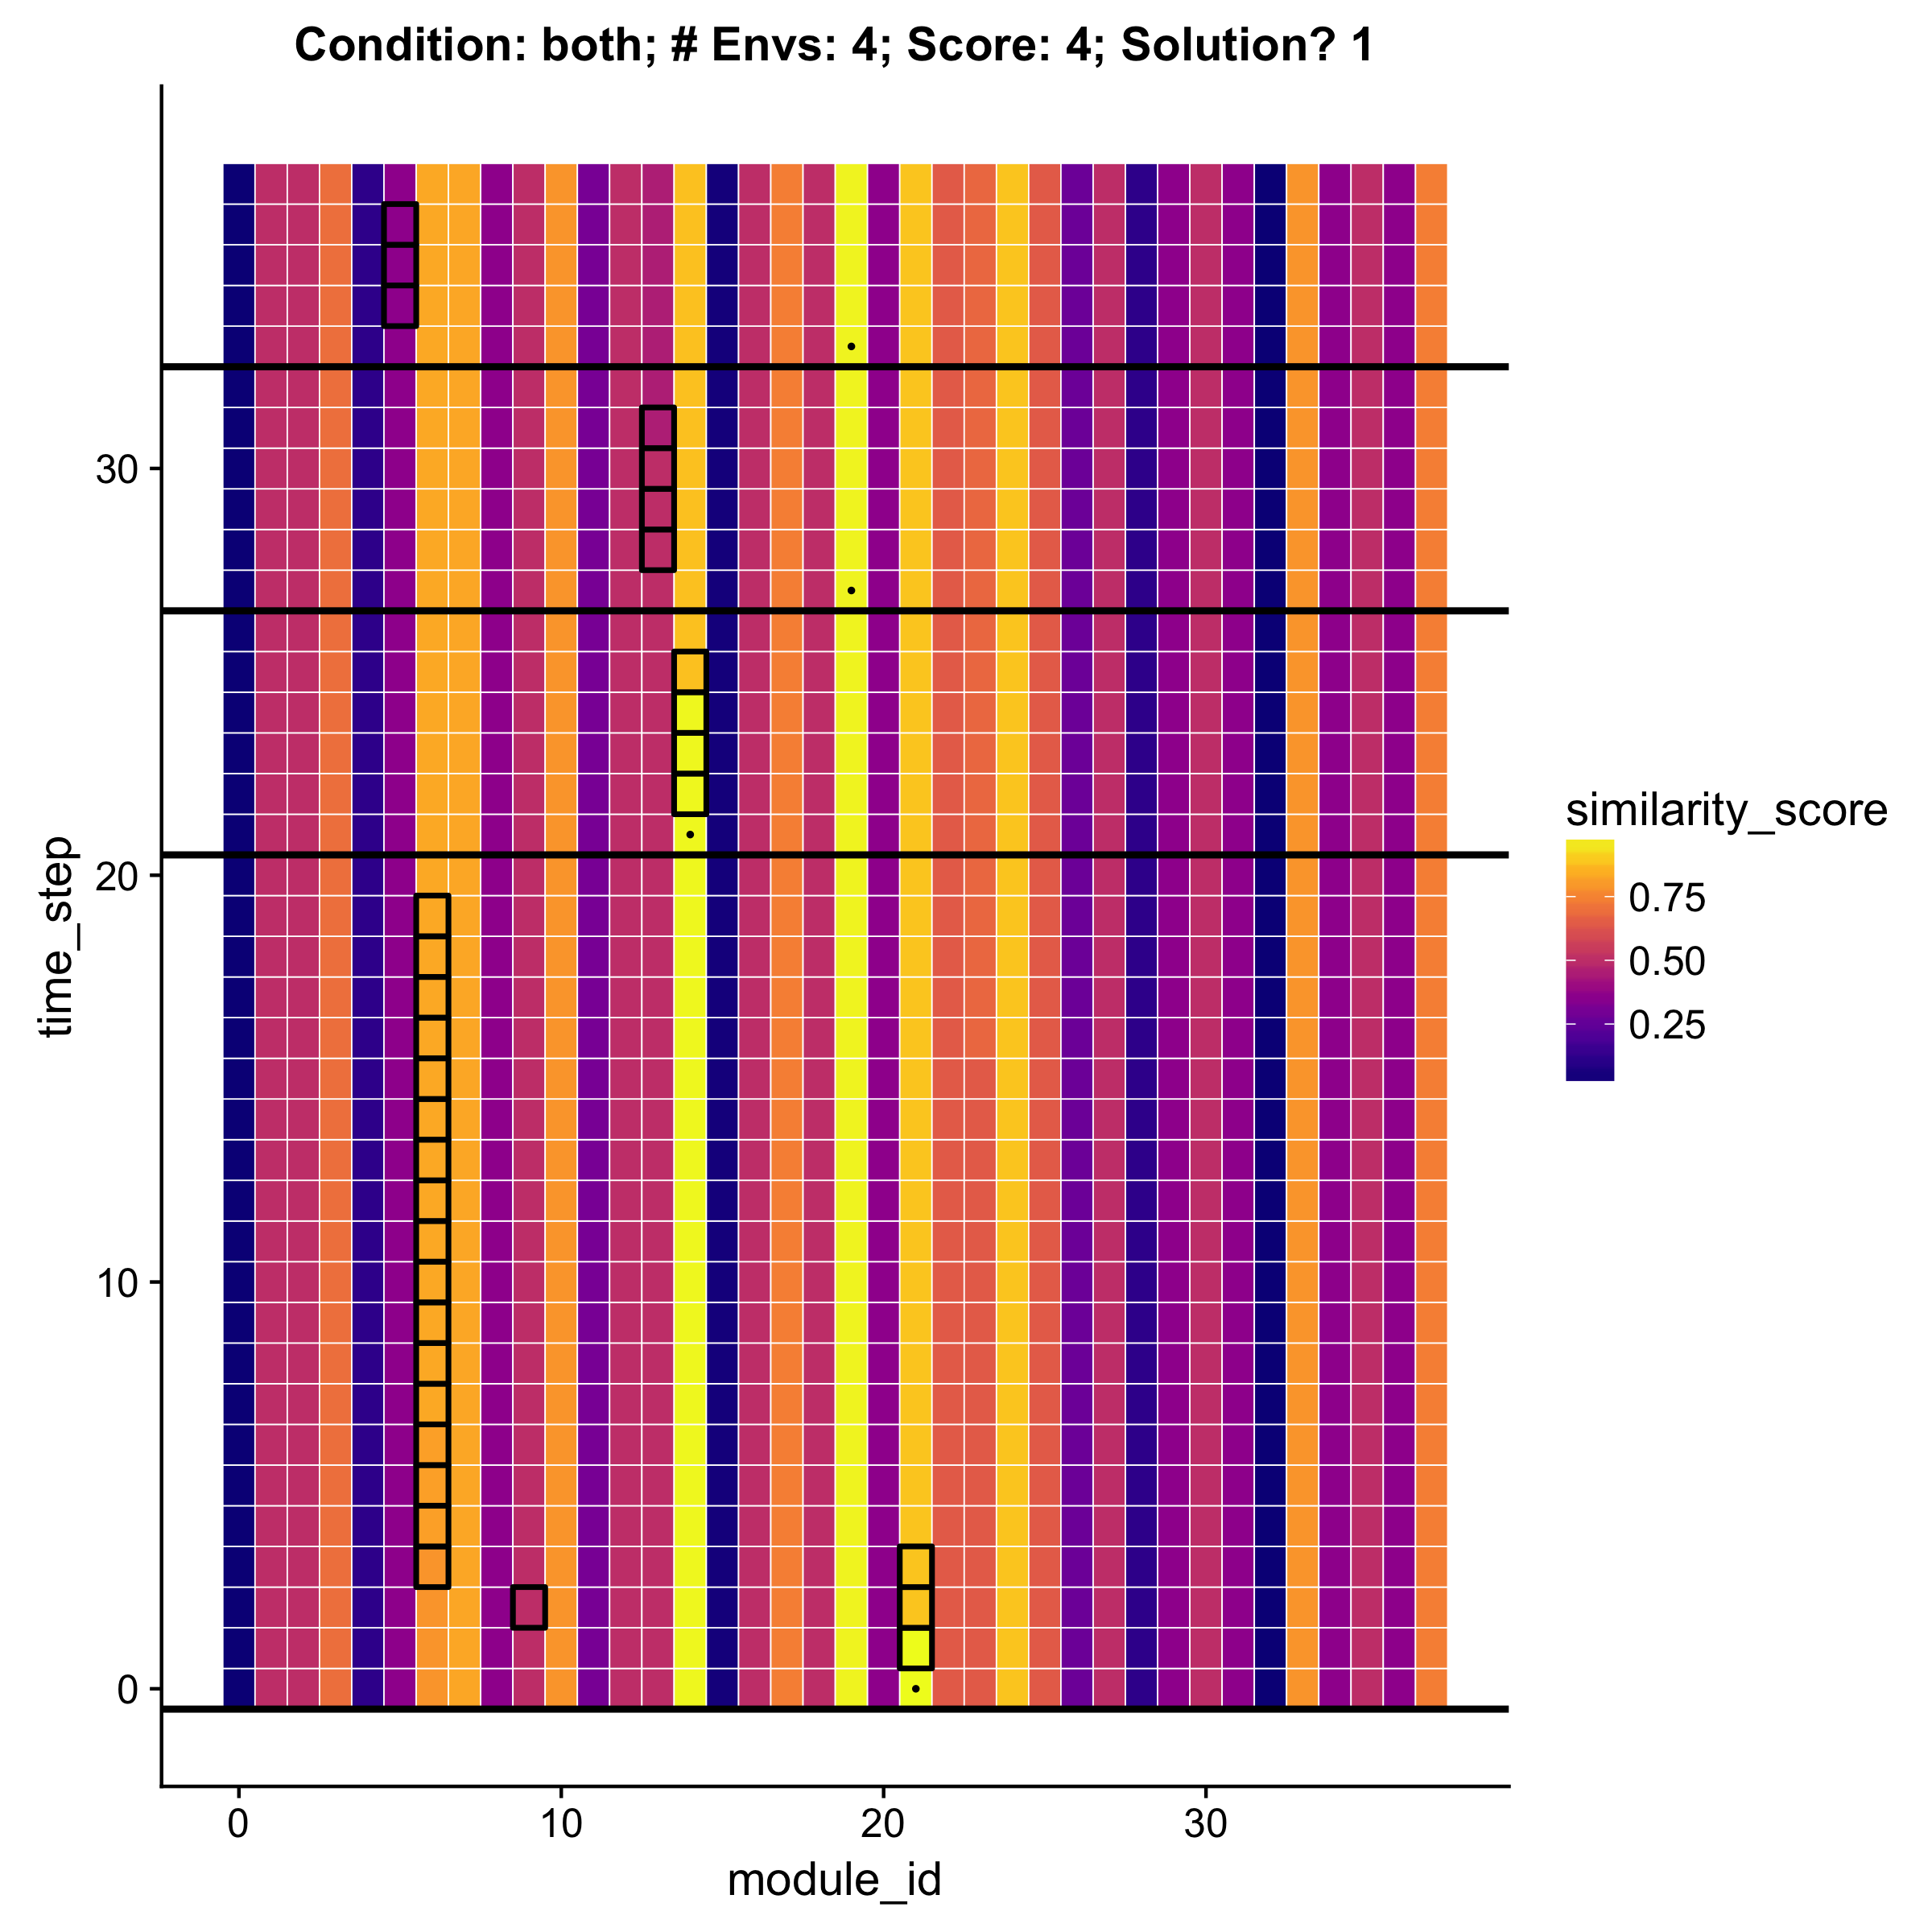 Condition: both; # Envs: 4; Score: 4; Solution? 1
30
20
10
0
time_step
0 10 20 30
module_id
similarity_score
0.75
0.50
0.25